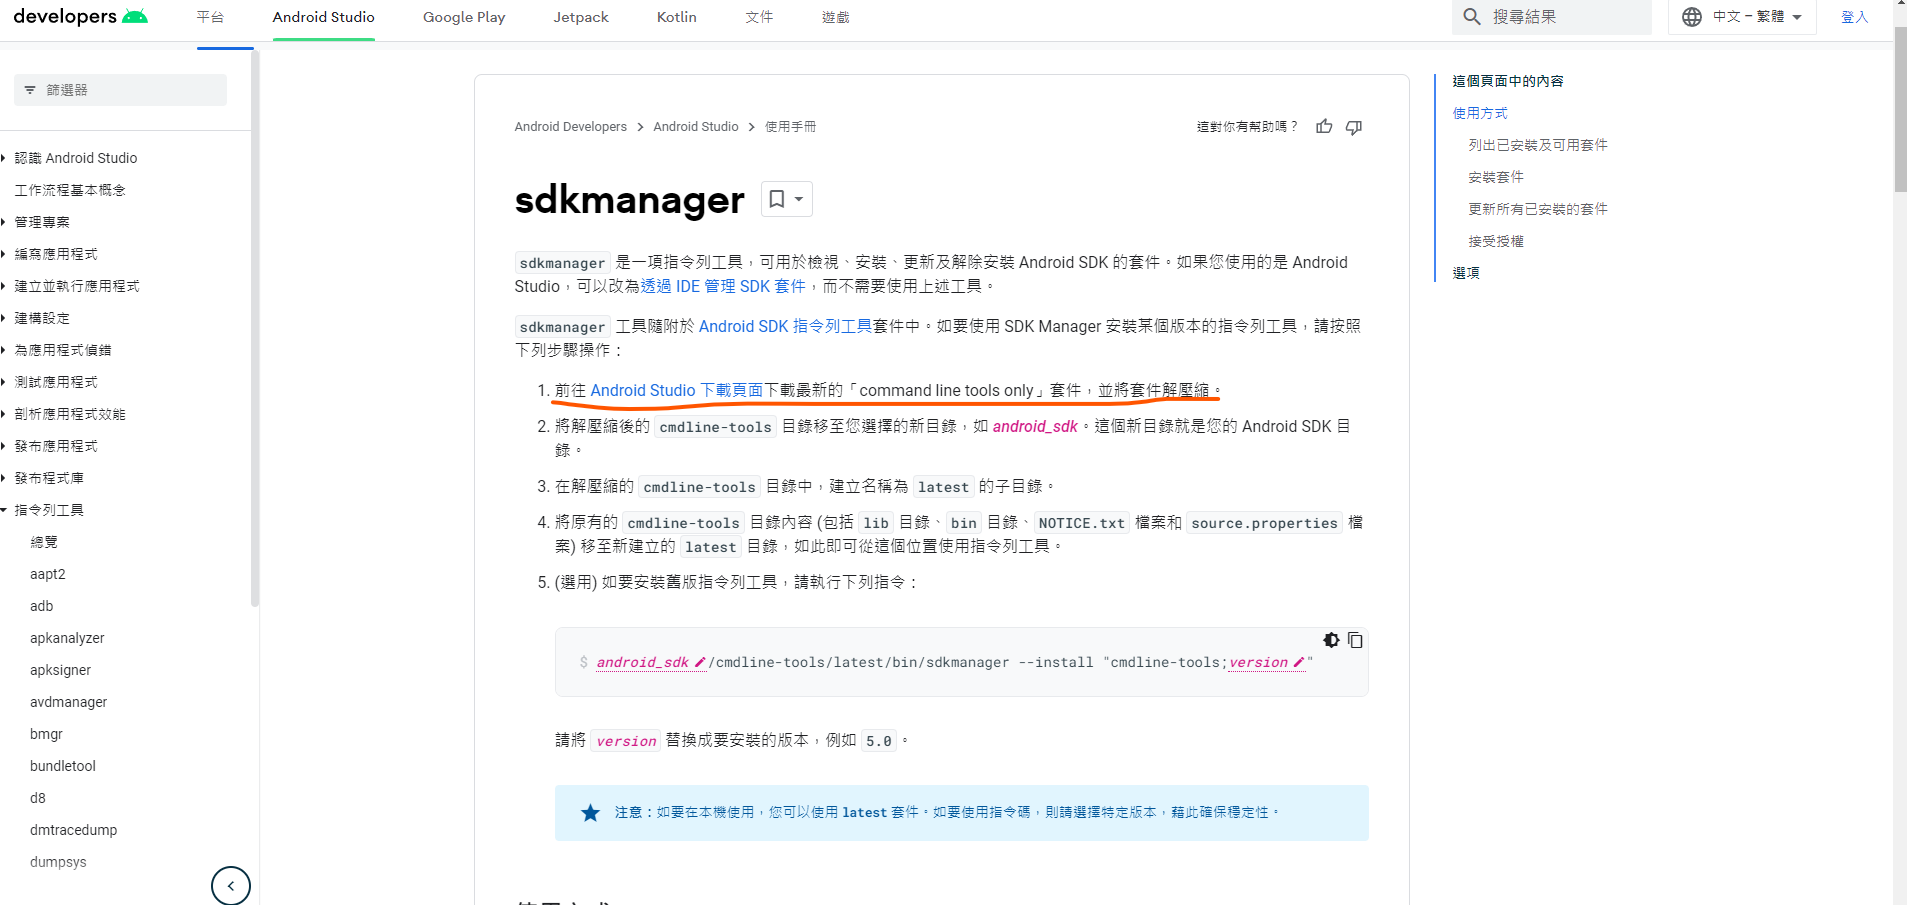 developers
平台
Android Studio
Google Play
Jetpack
Kotlin
文件
遊戲
搜尋結果
中文 – 繁體
登入
篩選器
認識 Android Studio
工作流程基本概念
管理專案
編寫應用程式
建立並執行應用程式
建構設定
為應用程式偵錯
測試應用程式
剖析應用程式效能
發布應用程式
發布程式庫
指令列工具
總覽
aapt2
adb
apkanalyzer
apksigner
avdmanager
bmgr
bundletool
d8
dmtracedump
dumpsys
Android Developers > Android Studio > 使用手冊
這對你有幫助嗎？
sdkmanager
sdkmanager 是一項指令列工具，可用於檢視、安裝、更新及解除安裝 Android SDK 的套件。如果您使用的是 Android
Studio，可以改為透過 IDE 管理 SDK 套件，而不需要使用上述工具。
sdkmanager 工具隨附於 Android SDK 指令列工具套件中。如要使用 SDK Manager 安裝某個版本的指令列工具，請按照
下列步驟操作：
1. 前往 Android Studio 下載頁面下載最新的「command line tools only」套件，並將套件解壓縮。
2. 將解壓縮後的 cmdline-tools 目錄移至您選擇的新目錄，如 android_sdk。這個新目錄就是您的 Android SDK 目
錄。
3. 在解壓縮的 cmdline-tools 目錄中，建立名稱為 latest 的子目錄。
4. 將原有的 cmdline-tools 目錄內容 (包括 lib 目錄、bin 目錄、NOTICE.txt 檔案和 source.properties 檔
案) 移至新建立的 latest 目錄，如此即可從這個位置使用指令列工具。
5. (選用) 如要安裝舊版指令列工具，請執行下列指令：
$ android_sdk/cmdline-tools/latest/bin/sdkmanager --install "cmdline-tools;version"
請將 version 替換成要安裝的版本，例如 5.0。
注意：如要在本機使用，您可以使用 latest 套件。如要使用指令碼，則請選擇特定版本，藉此確保穩定性。
這個頁面中的內容
使用方式
列出已安裝及可用套件
安裝套件
更新所有已安裝的套件
接受授權
選項